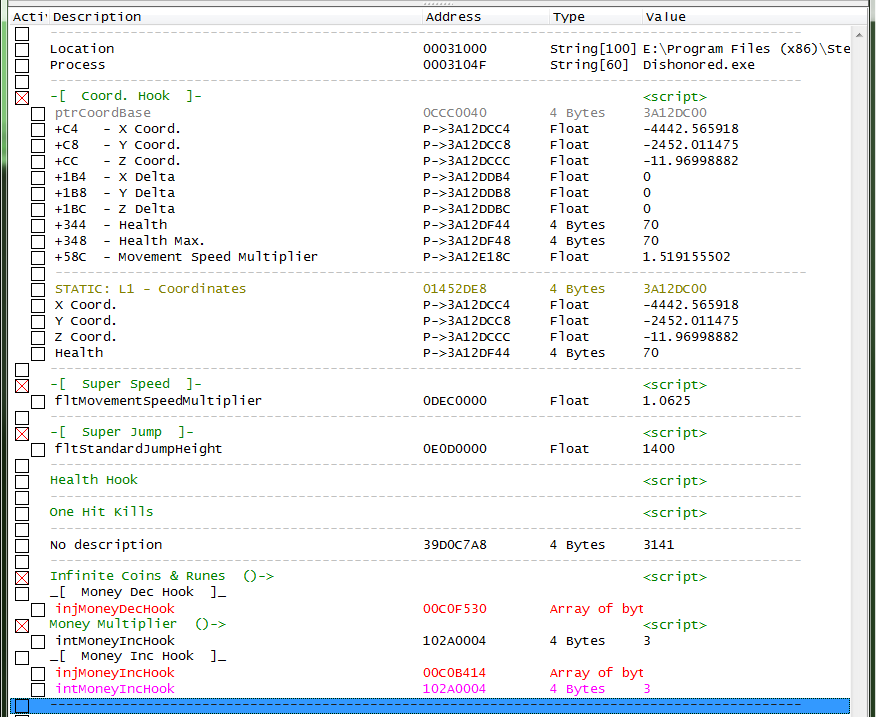 Activ Description Address Type Value
Location 00031000 String[100] E:\Program Files (x86)\Ste
Process 0003104F String[60] Dishonored.exe
-[ Coord. Hook ]- <script>
ptrCoordBase 0CCC0040 4 Bytes 3A12DC00
+C4 - X Coord. P->3A12DCC4 Float -4442.565918
+C8 - Y Coord. P->3A12DCC8 Float -2452.011475
+CC - Z Coord. P->3A12DCCC Float -11.96998882
+1B4 - X Delta P->3A12DDB4 Float 0
+1B8 - Y Delta P->3A12DDB8 Float 0
+1BC - Z Delta P->3A12DDBC Float 0
+344 - Health P->3A12DF44 4 Bytes 70
+348 - Health Max. P->3A12DF48 4 Bytes 70
+58C - Movement Speed Multiplier P->3A12E18C Float 1.519155502
STATIC: L1 - Coordinates 01452DE8 4 Bytes 3A12DC00
X Coord. P->3A12DCC4 Float -4442.565918
Y Coord. P->3A12DCC8 Float -2452.011475
Z Coord. P->3A12DCCC Float -11.96998882
Health P->3A12DF44 4 Bytes 70
-[ Super Speed ]- <script>
fltMovementSpeedMultiplier 0DEC0000 Float 1.0625
-[ Super Jump ]- <script>
fltStandardJumpHeight 0E0D0000 Float 1400
Health Hook <script>
One Hit Kills <script>
No description 39D0C7A8 4 Bytes 3141
Infinite Coins & Runes ()-> <script>
_[ Money Dec Hook ]_
injMoneyDecHook 00C0F530 Array of byt
Money Multiplier ()-> <script>
intMoneyIncHook 102A0004 4 Bytes 3
_[ Money Inc Hook ]_
injMoneyIncHook 00C0B414 Array of byt
intMoneyIncHook 102A0004 4 Bytes 3